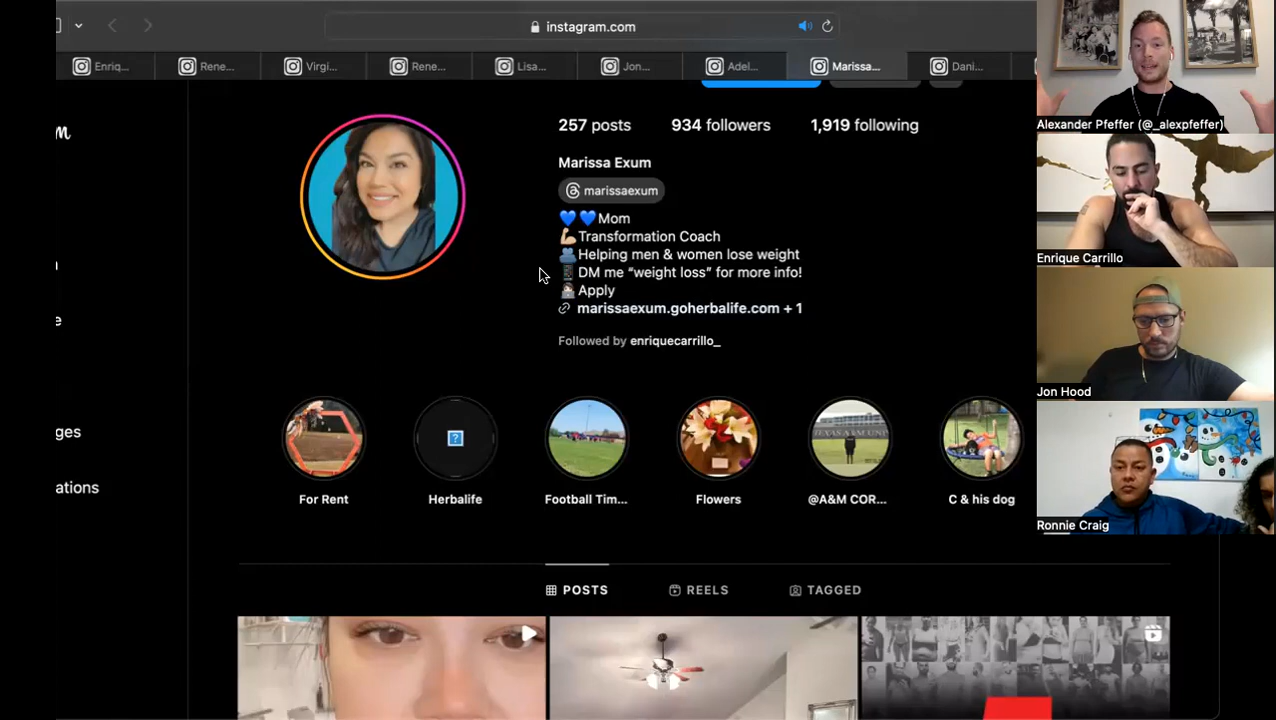 instagram.com
Enriq...
Rene...
Virgi...
Rene...
Lisa...
Jon...
Adel...
Marissa...
Dani...
m
257 posts
934 followers
1,919 following
Marissa Exum
marissaexum
💙💙Mom
💪🏼Transformation Coach
🫂Helping men & women lose weight
📱DM me “weight loss” for more info!
👩🏻‍💻Apply
marissaexum.goherbalife.com + 1
Followed by enriquecarrillo_
e
ges
ations
For Rent
Herbalife
Football Tim...
Flowers
@A&M COR...
C & his dog
POSTS
REELS
TAGGED
Alexander Pfeffer (@_alexpfeffer)
Enrique Carrillo
Jon Hood
Ronnie Craig